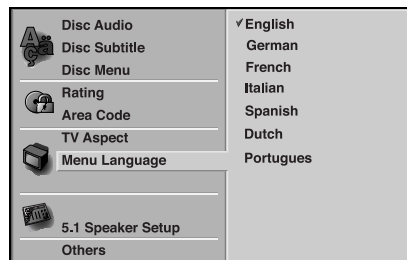 Disc Audio
Disc Subtitle
Disc Menu
Rating
Area Code
TV Aspect
Menu Language
5.1 Speaker Setup
Others
✓English
German
French
Italian
Spanish
Dutch
Portugues